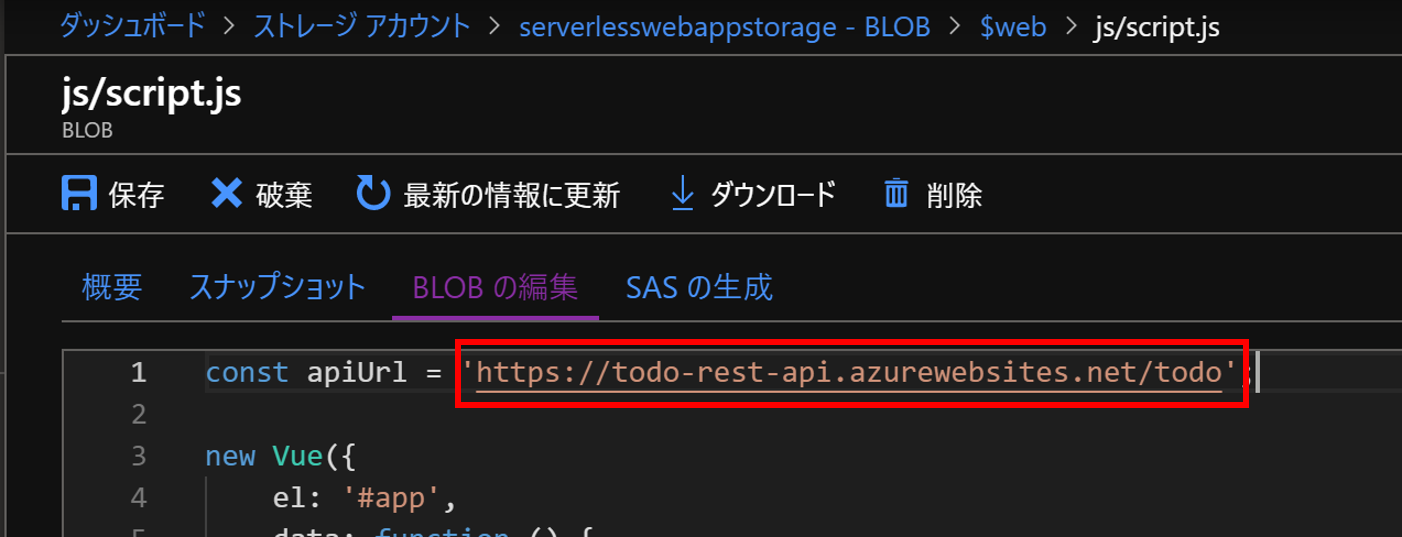 ダッシュボード > ストレージ アカウント > serverlesswebappstorage - BLOB > $web > js/script.js
js/script.js
BLOB
保存 破棄 最新の情報に更新 ダウンロード 削除
概要 スナップショット BLOB の編集 SAS の生成
1 const apiUrl = 'https://todo-rest-api.azurewebsites.net/todo';
2
3 new Vue({
4 el: '#app',
5 data: function () {